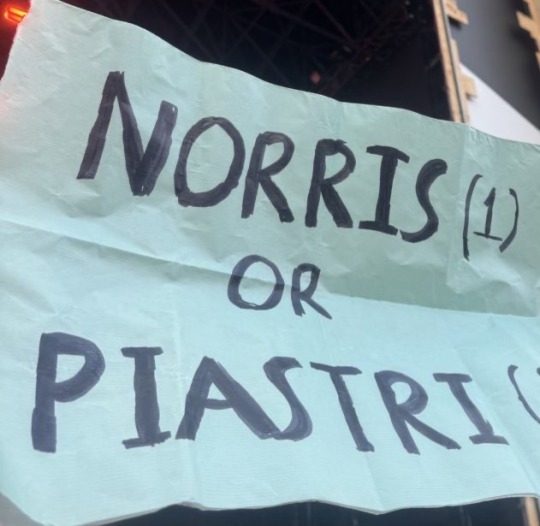 NORRIS (1)
OR
PIASTRI (